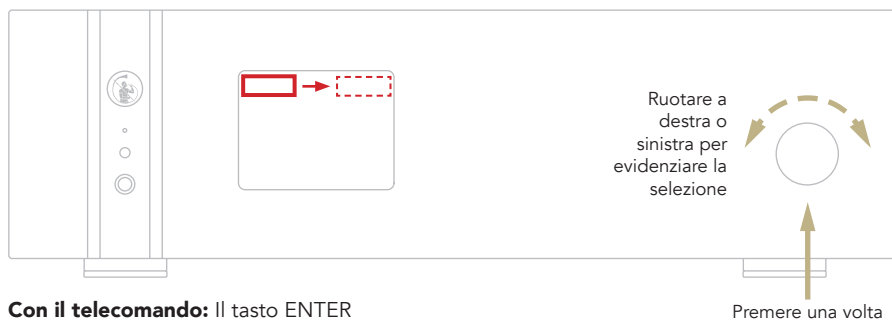 Ruotare a
destra o
sinistra per
evidenziare la
selezione
Con il telecomando: Il tasto ENTER
Premere una volta